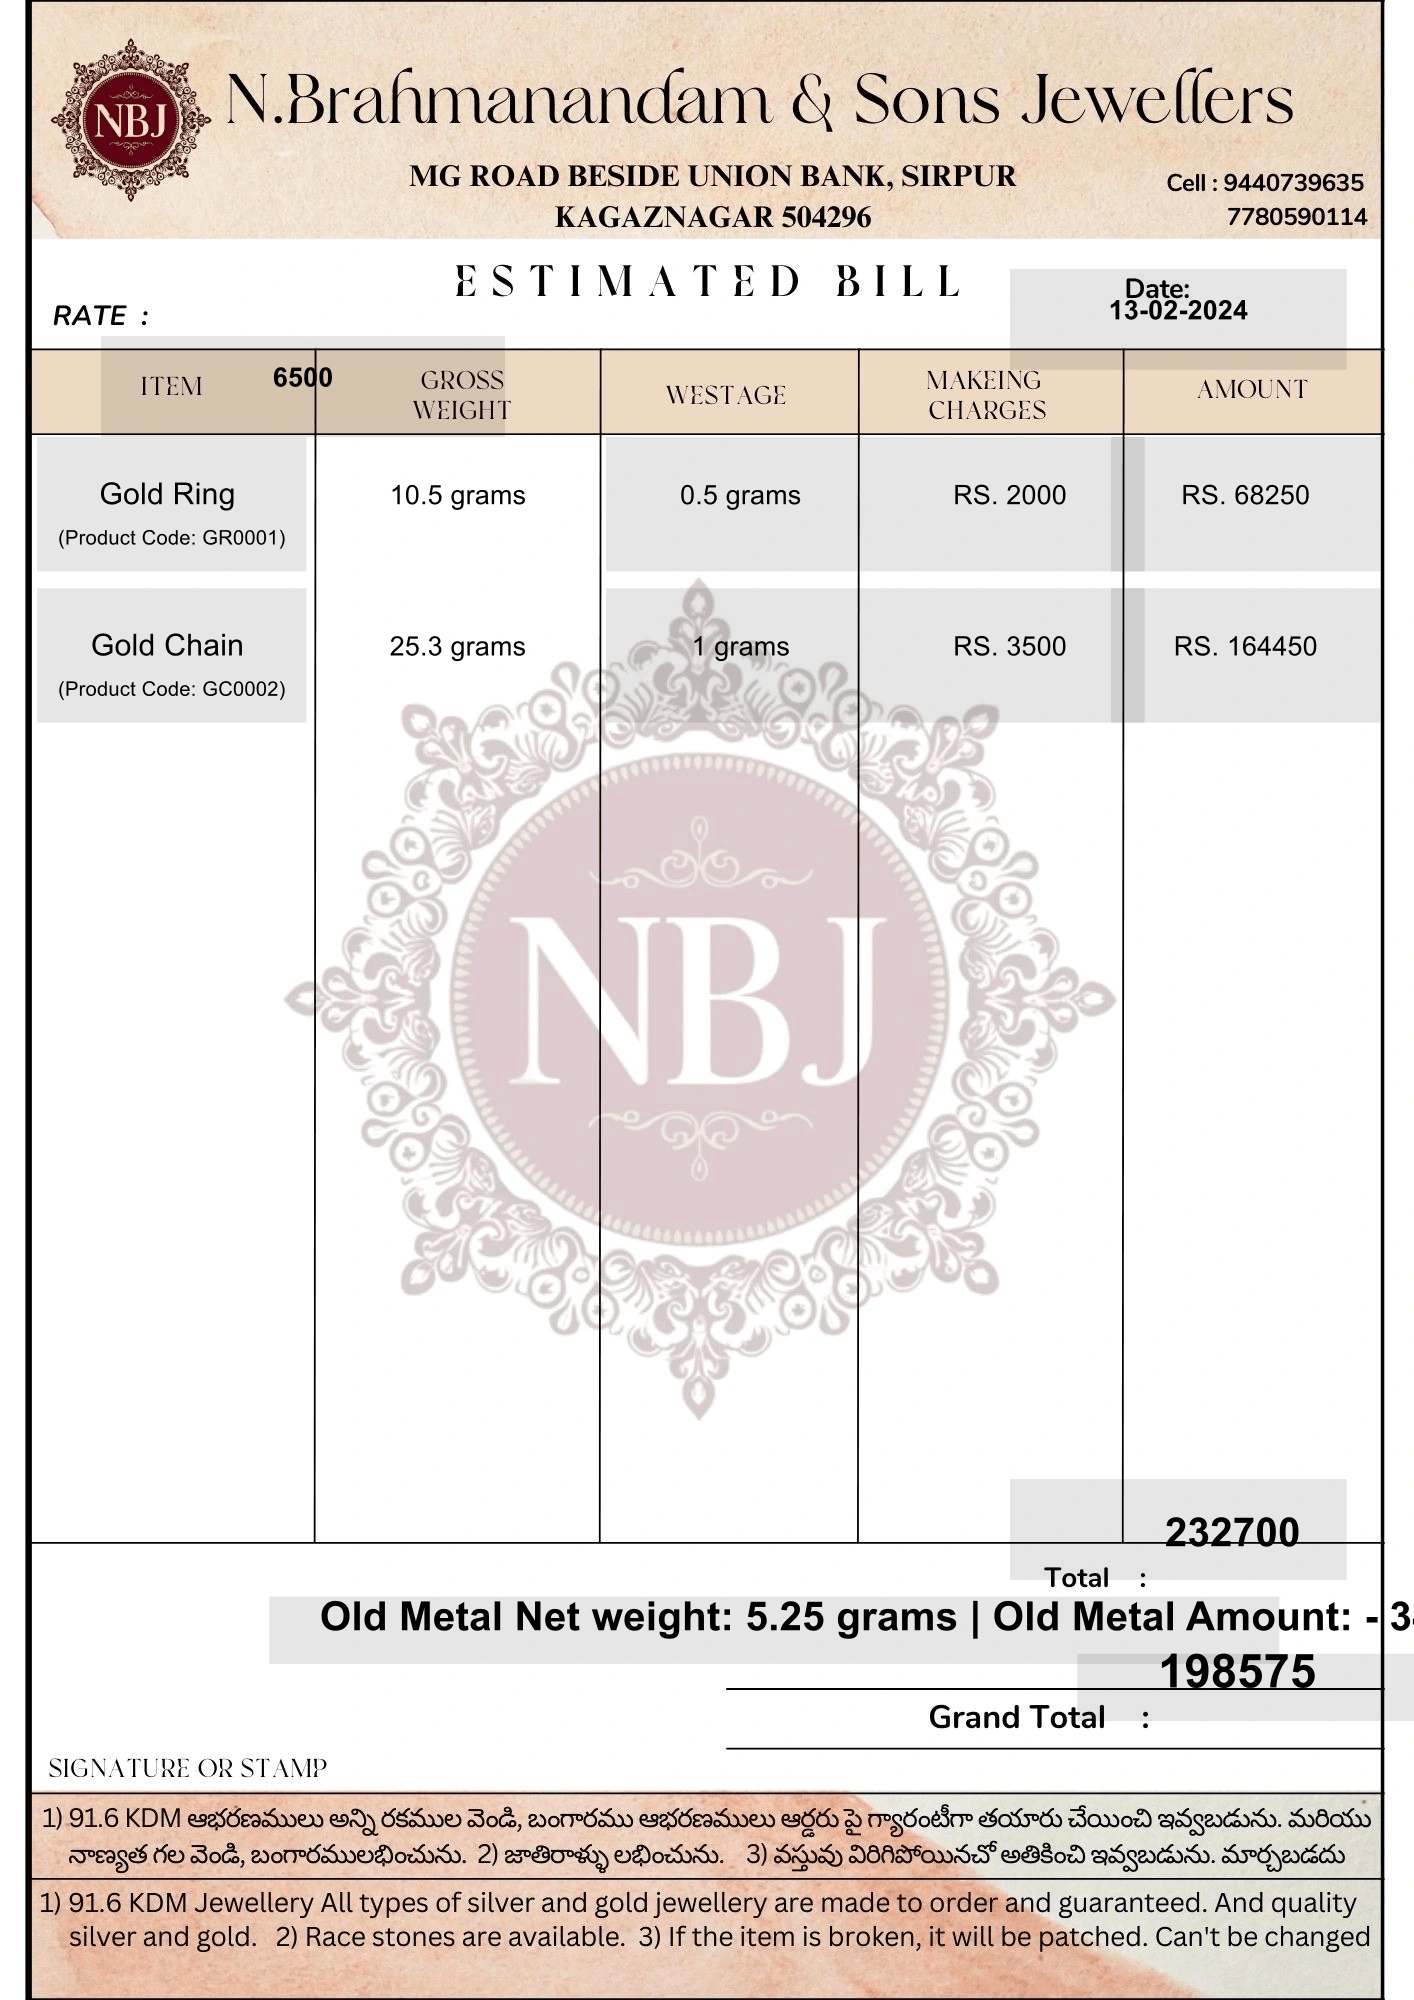 NBJ
N.Brahmanandam & Sons Jewellers
MG ROAD BESIDE UNION BANK, SIRPUR
KAGAZNAGAR 504296
Cell : 9440739635
7780590114
ESTIMATED BILL
Date:
13-02-2024
RATE :
6500
ITEM GROSS WEIGHT WESTAGE MAKEING CHARGES AMOUNT
Gold Ring 10.5 grams 0.5 grams RS. 2000 RS. 68250
(Product Code: GR0001)
Gold Chain 25.3 grams 1 grams RS. 3500 RS. 164450
(Product Code: GC0002)
NBJ
232700
Total :
Old Metal Net weight: 5.25 grams | Old Metal Amount: -
198575
Grand Total :
SIGNATURE OR STAMP
1) 91.6 KDM ఆభరణములు అన్ని రకముల వెండి, బంగారము ఆభరణములు ఆర్డరు పై గ్యారంటీగా తయారు చేయించి ఇవ్వబడును. మరియు
నాణ్యత గల వెండి, బంగారములభించును. 2) జాతిరాళ్ళు లభించును. 3) వస్తువు విరిగిపోయినచో అతికించి ఇవ్వబడును. మార్చబడదు
1) 91.6 KDM Jewellery All types of silver and gold jewellery are made to order and guaranteed. And quality
silver and gold. 2) Race stones are available. 3) If the item is broken, it will be patched. Can't be changed